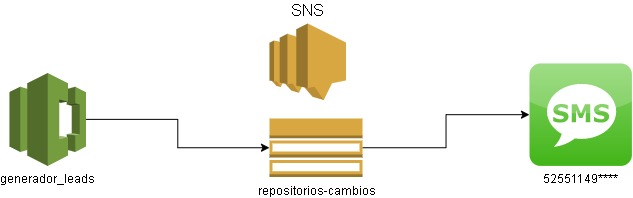 SNS
SMS
generador_leads
repositorios-cambios
52551149****